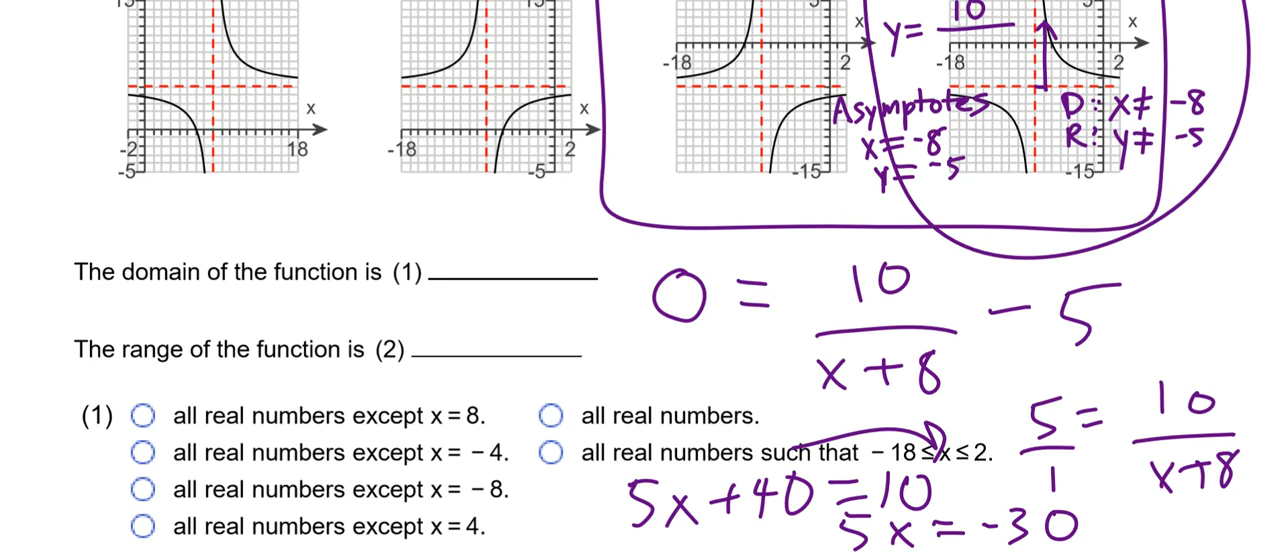 15 15 5 10 5
x y = x
-18 2 -18 2
x x Asymptotes D: x ≠ -8
-2 18 -18 2 x = -8 R: y ≠ -5
-5 -5 -15 y = -5 -15
The domain of the function is (1)
0 = 10/(x+8) - 5
The range of the function is (2)
(1) all real numbers except x = 8. all real numbers. 5/1 = 10/(x+8)
all real numbers except x = - 4. all real numbers such that - 18 ≤ x ≤ 2.
all real numbers except x = - 8. 5x + 40 = 10
all real numbers except x = 4. 5x = -30